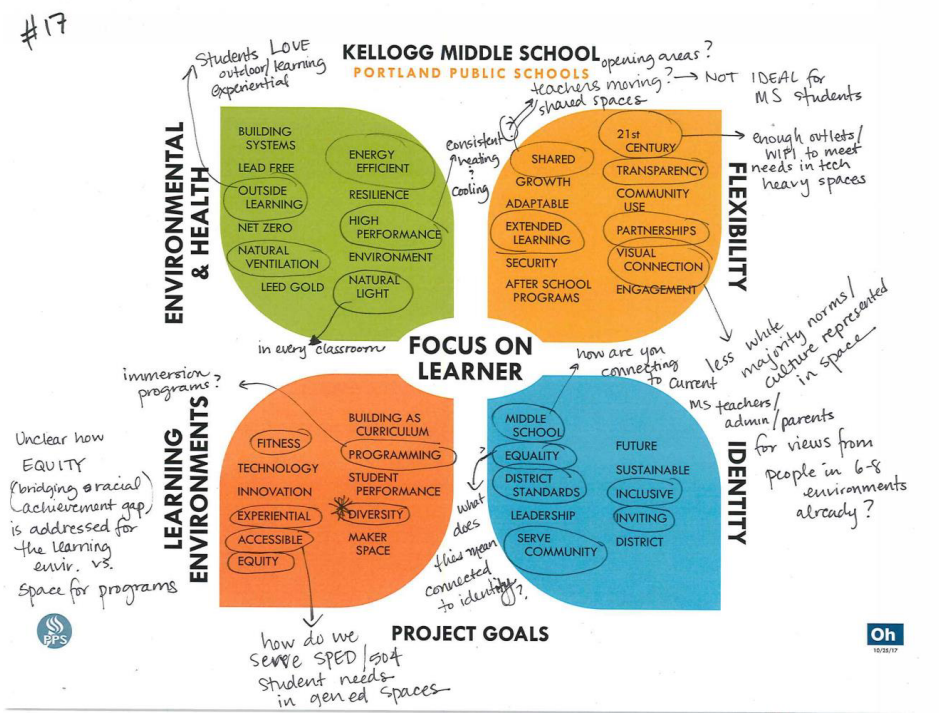 #17
KELLOGG MIDDLE SCHOOL
PORTLAND PUBLIC SCHOOLS
Students LOVE
outdoor/learning
experiential
opening areas?
teachers moving? → NOT IDEAL for
shared spaces MS students
ENVIRONMENTAL
& HEALTH
BUILDING
SYSTEMS
LEAD FREE
OUTSIDE
LEARNING
NET ZERO
NATURAL
VENTILATION
LEED GOLD
ENERGY
EFFICIENT
RESILIENCE
HIGH
PERFORMANCE
ENVIRONMENT
NATURAL
LIGHT
consistent
heating
&
cooling
in every classroom
FLEXIBILITY
?
SHARED
GROWTH
ADAPTABLE
EXTENDED
LEARNING
SECURITY
AFTER SCHOOL
PROGRAMS
21st
CENTURY
TRANSPARENCY
COMMUNITY
USE
PARTNERSHIPS
VISUAL
CONNECTION
ENGAGEMENT
enough outlets/
WIFI to meet
needs in tech
heavy spaces
less white
majority norms/
culture represented
in space
FOCUS ON
LEARNER
LEARNING
ENVIRONMENTS
immersion
programs?
FITNESS
TECHNOLOGY
INNOVATION
EXPERIENTIAL
ACCESSIBLE
EQUITY
BUILDING AS
CURRICULUM
PROGRAMMING
STUDENT
PERFORMANCE
DIVERSITY
MAKER
SPACE
Unclear how
EQUITY
(bridging racial
achievement gap)
is addressed for
the learning
envir. vs.
space for programs
how do we
serve SPED/504
student needs
in gen ed spaces
IDENTITY
how are you
connecting
to current
MS teachers/
admin/parents
for views from
people in 6-8
environments
already?
MIDDLE
SCHOOL
EQUALITY
DISTRICT
STANDARDS
LEADERSHIP
SERVE
COMMUNITY
FUTURE
SUSTAINABLE
INCLUSIVE
INVITING
DISTRICT
?
what
does
this mean
connected
to identity?
PROJECT GOALS
PPS
Oh
10/25/17